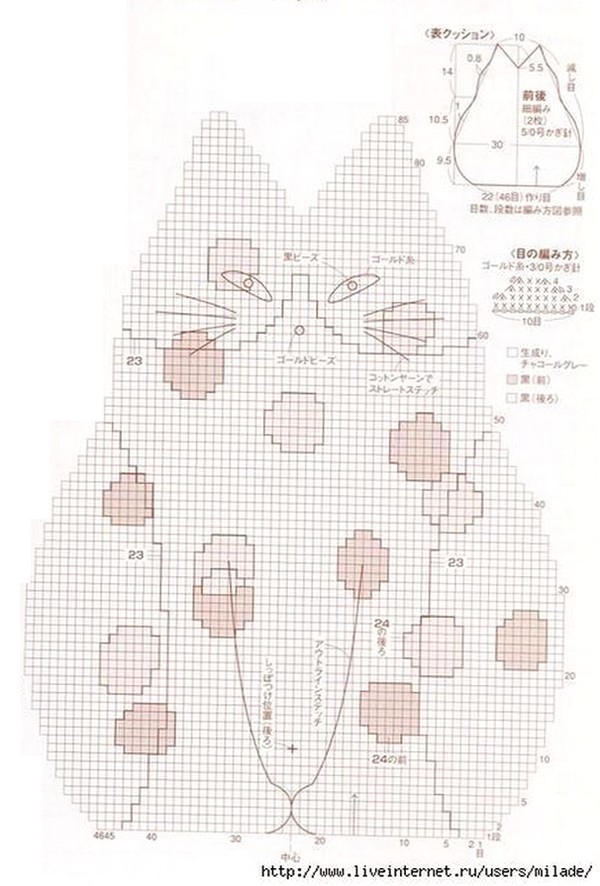 〈表クッション〉
10
0.8
5.5
14
減し目
前後
細編み
(2枚)
5/0号かぎ針
1
10.5
30
9.5
増し目
22(46目)作り目
目数、段数は編み方図参照
85
80
70
〈目の編み方〉
ゴールド糸・3/0号かぎ針
4
3
2
1段
10目
黒ビーズ
ゴールド糸
ゴールドビーズ
コットンヤーンで
ストレートステッチ
60
生成り、
チャコールグレー
黒(前)
黒(後ろ)
23
50
40
23
23
30
24の後ろ
アウトラインステッチ
しっぽつけ位置(後ろ)
20
24の前
10
5
2
1段
4645
40
30
20
10
5
2
1目
中心
http://www.liveinternet.ru/users/milade/